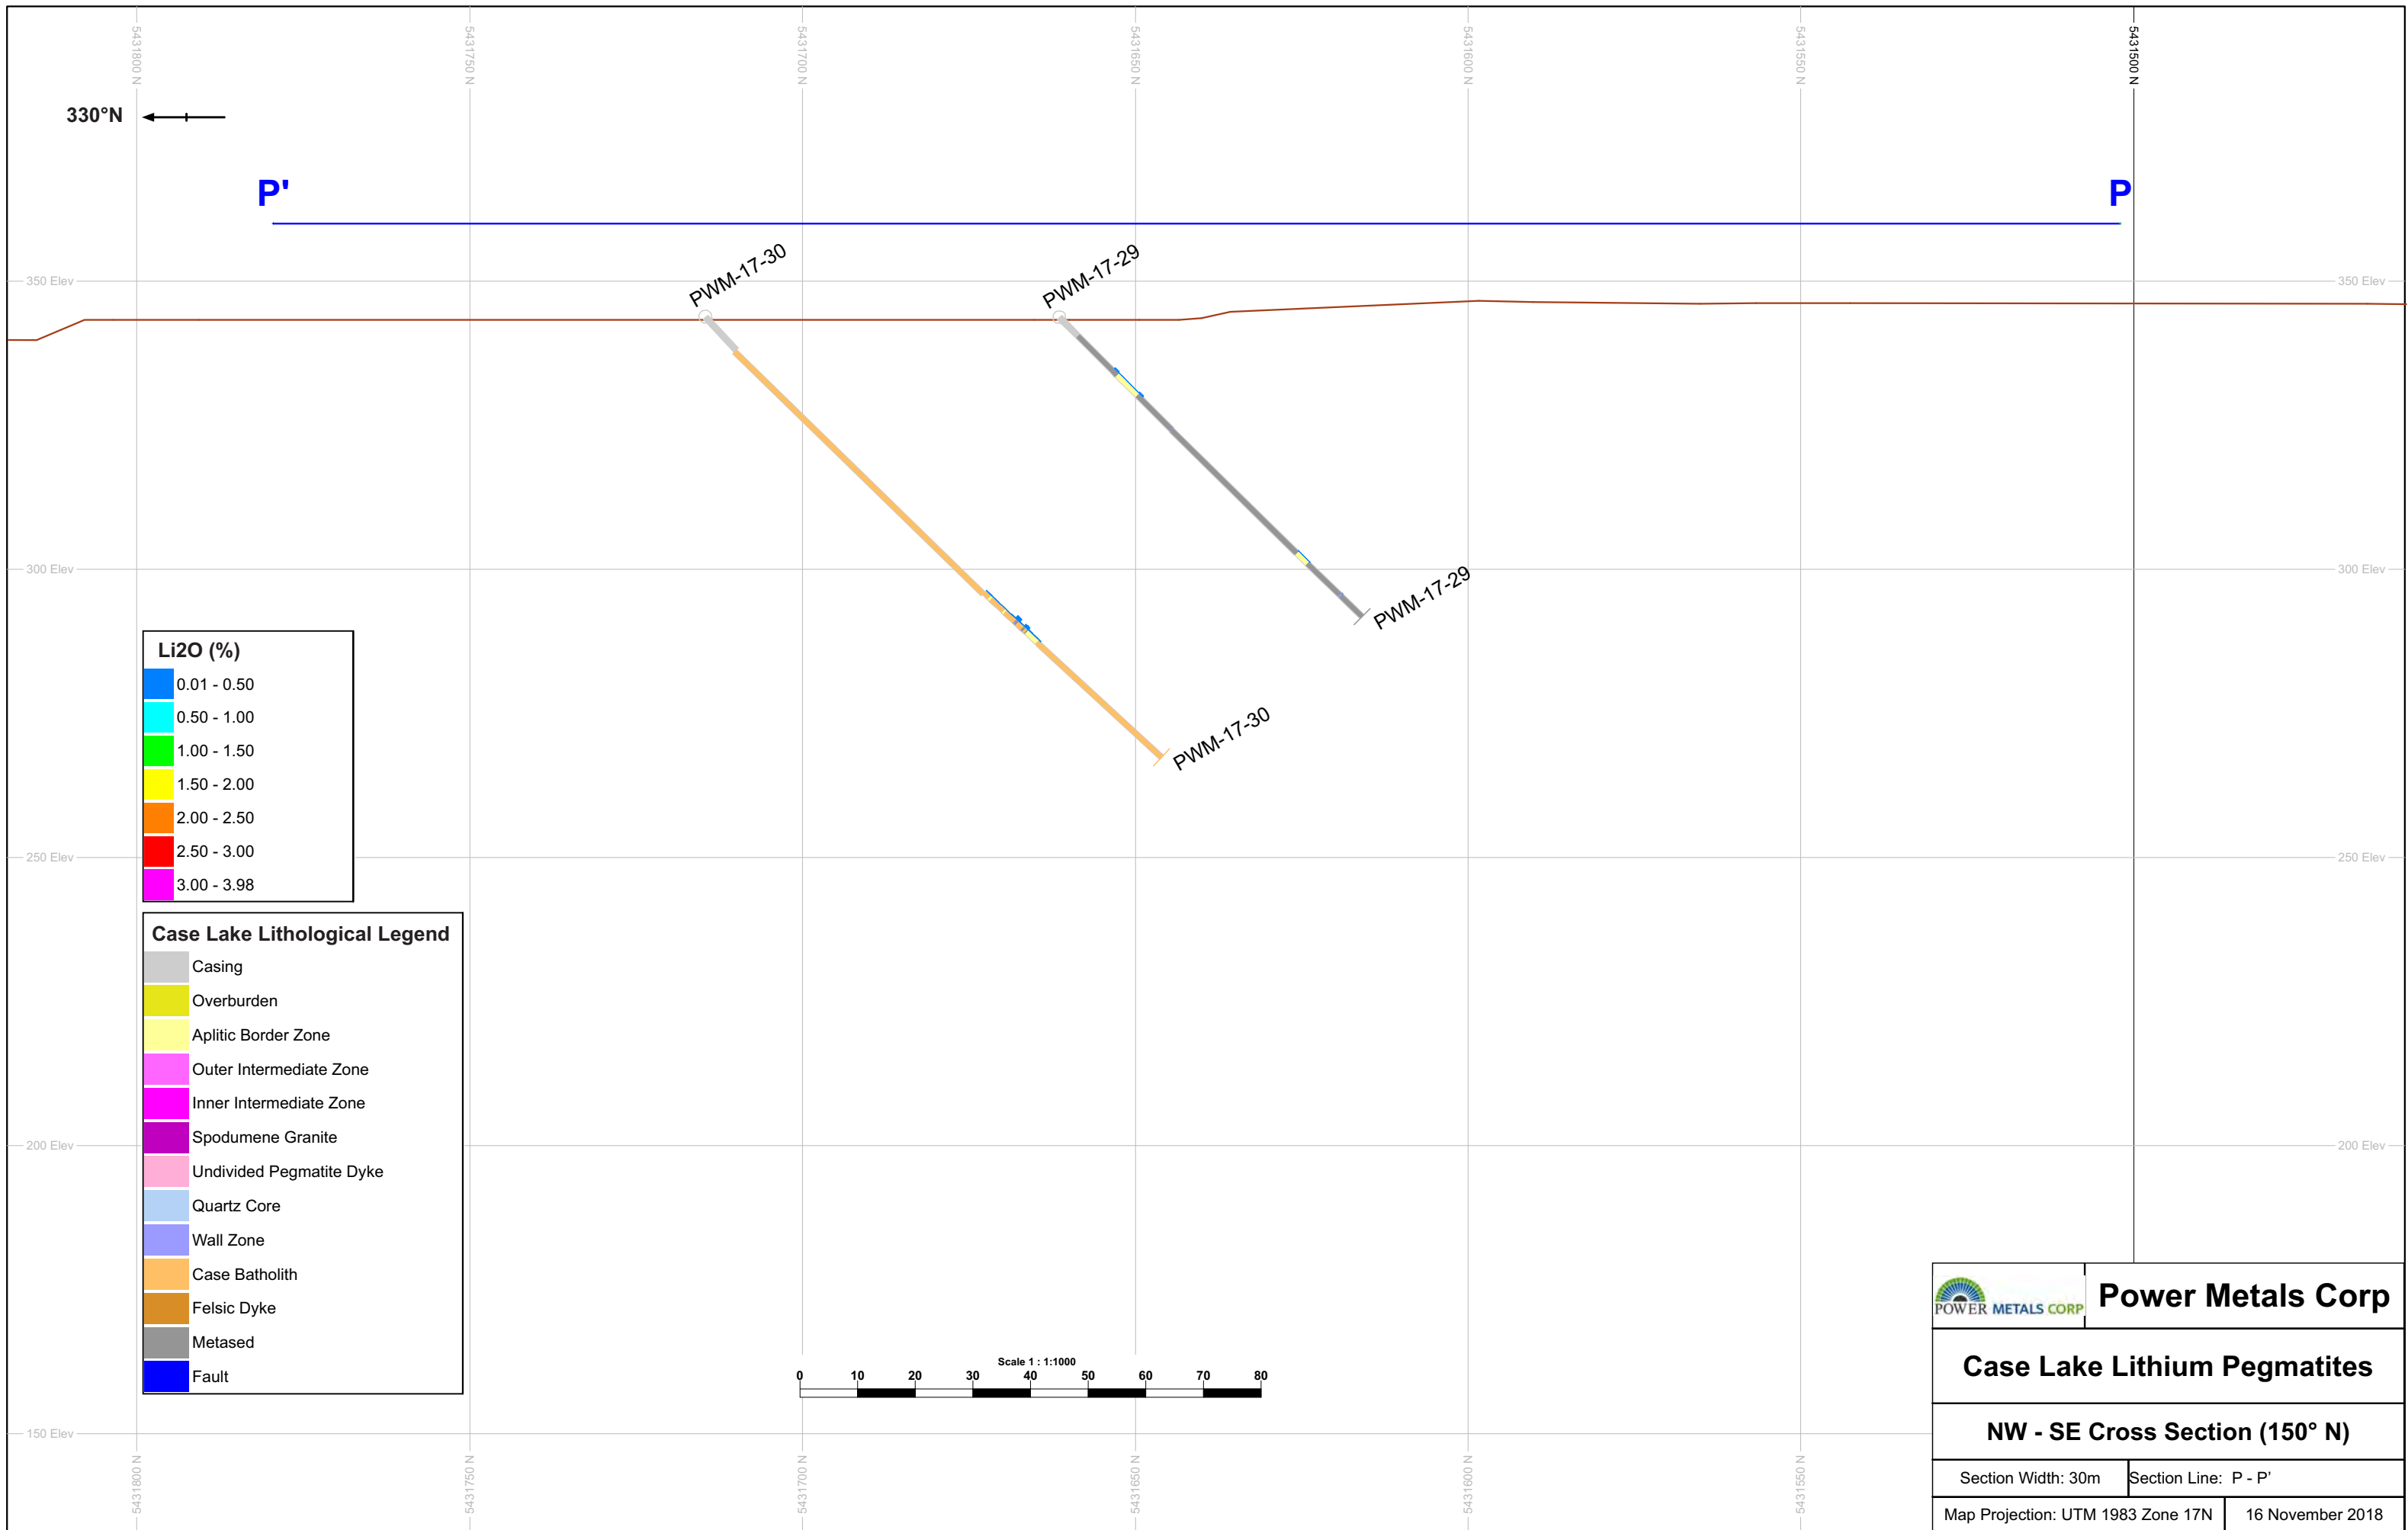 5431800 N
5431750 N
5431700 N
5431650 N
5431600 N
5431550 N
5431500 N
330°N
P'
P
PWM-17-30
PWM-17-29
350 Elev
350 Elev
300 Elev
300 Elev
PWM-17-29
PWM-17-30
Li2O (%)
0.01 - 0.50
0.50 - 1.00
1.00 - 1.50
1.50 - 2.00
2.00 - 2.50
2.50 - 3.00
3.00 - 3.98
250 Elev
250 Elev
Case Lake Lithological Legend
Casing
Overburden
Aplitic Border Zone
Outer Intermediate Zone
Inner Intermediate Zone
Spodumene Granite
Undivided Pegmatite Dyke
Quartz Core
Wall Zone
Case Batholith
Felsic Dyke
Metased
Fault
200 Elev
200 Elev
Scale 1 : 1:1000
0 10 20 30 40 50 60 70 80
150 Elev
5431800 N
5431750 N
5431700 N
5431650 N
5431600 N
5431550 N
POWER METALS CORP
Power Metals Corp
Case Lake Lithium Pegmatites
NW - SE Cross Section (150° N)
Section Width: 30m
Section Line: P - P'
Map Projection: UTM 1983 Zone 17N
16 November 2018